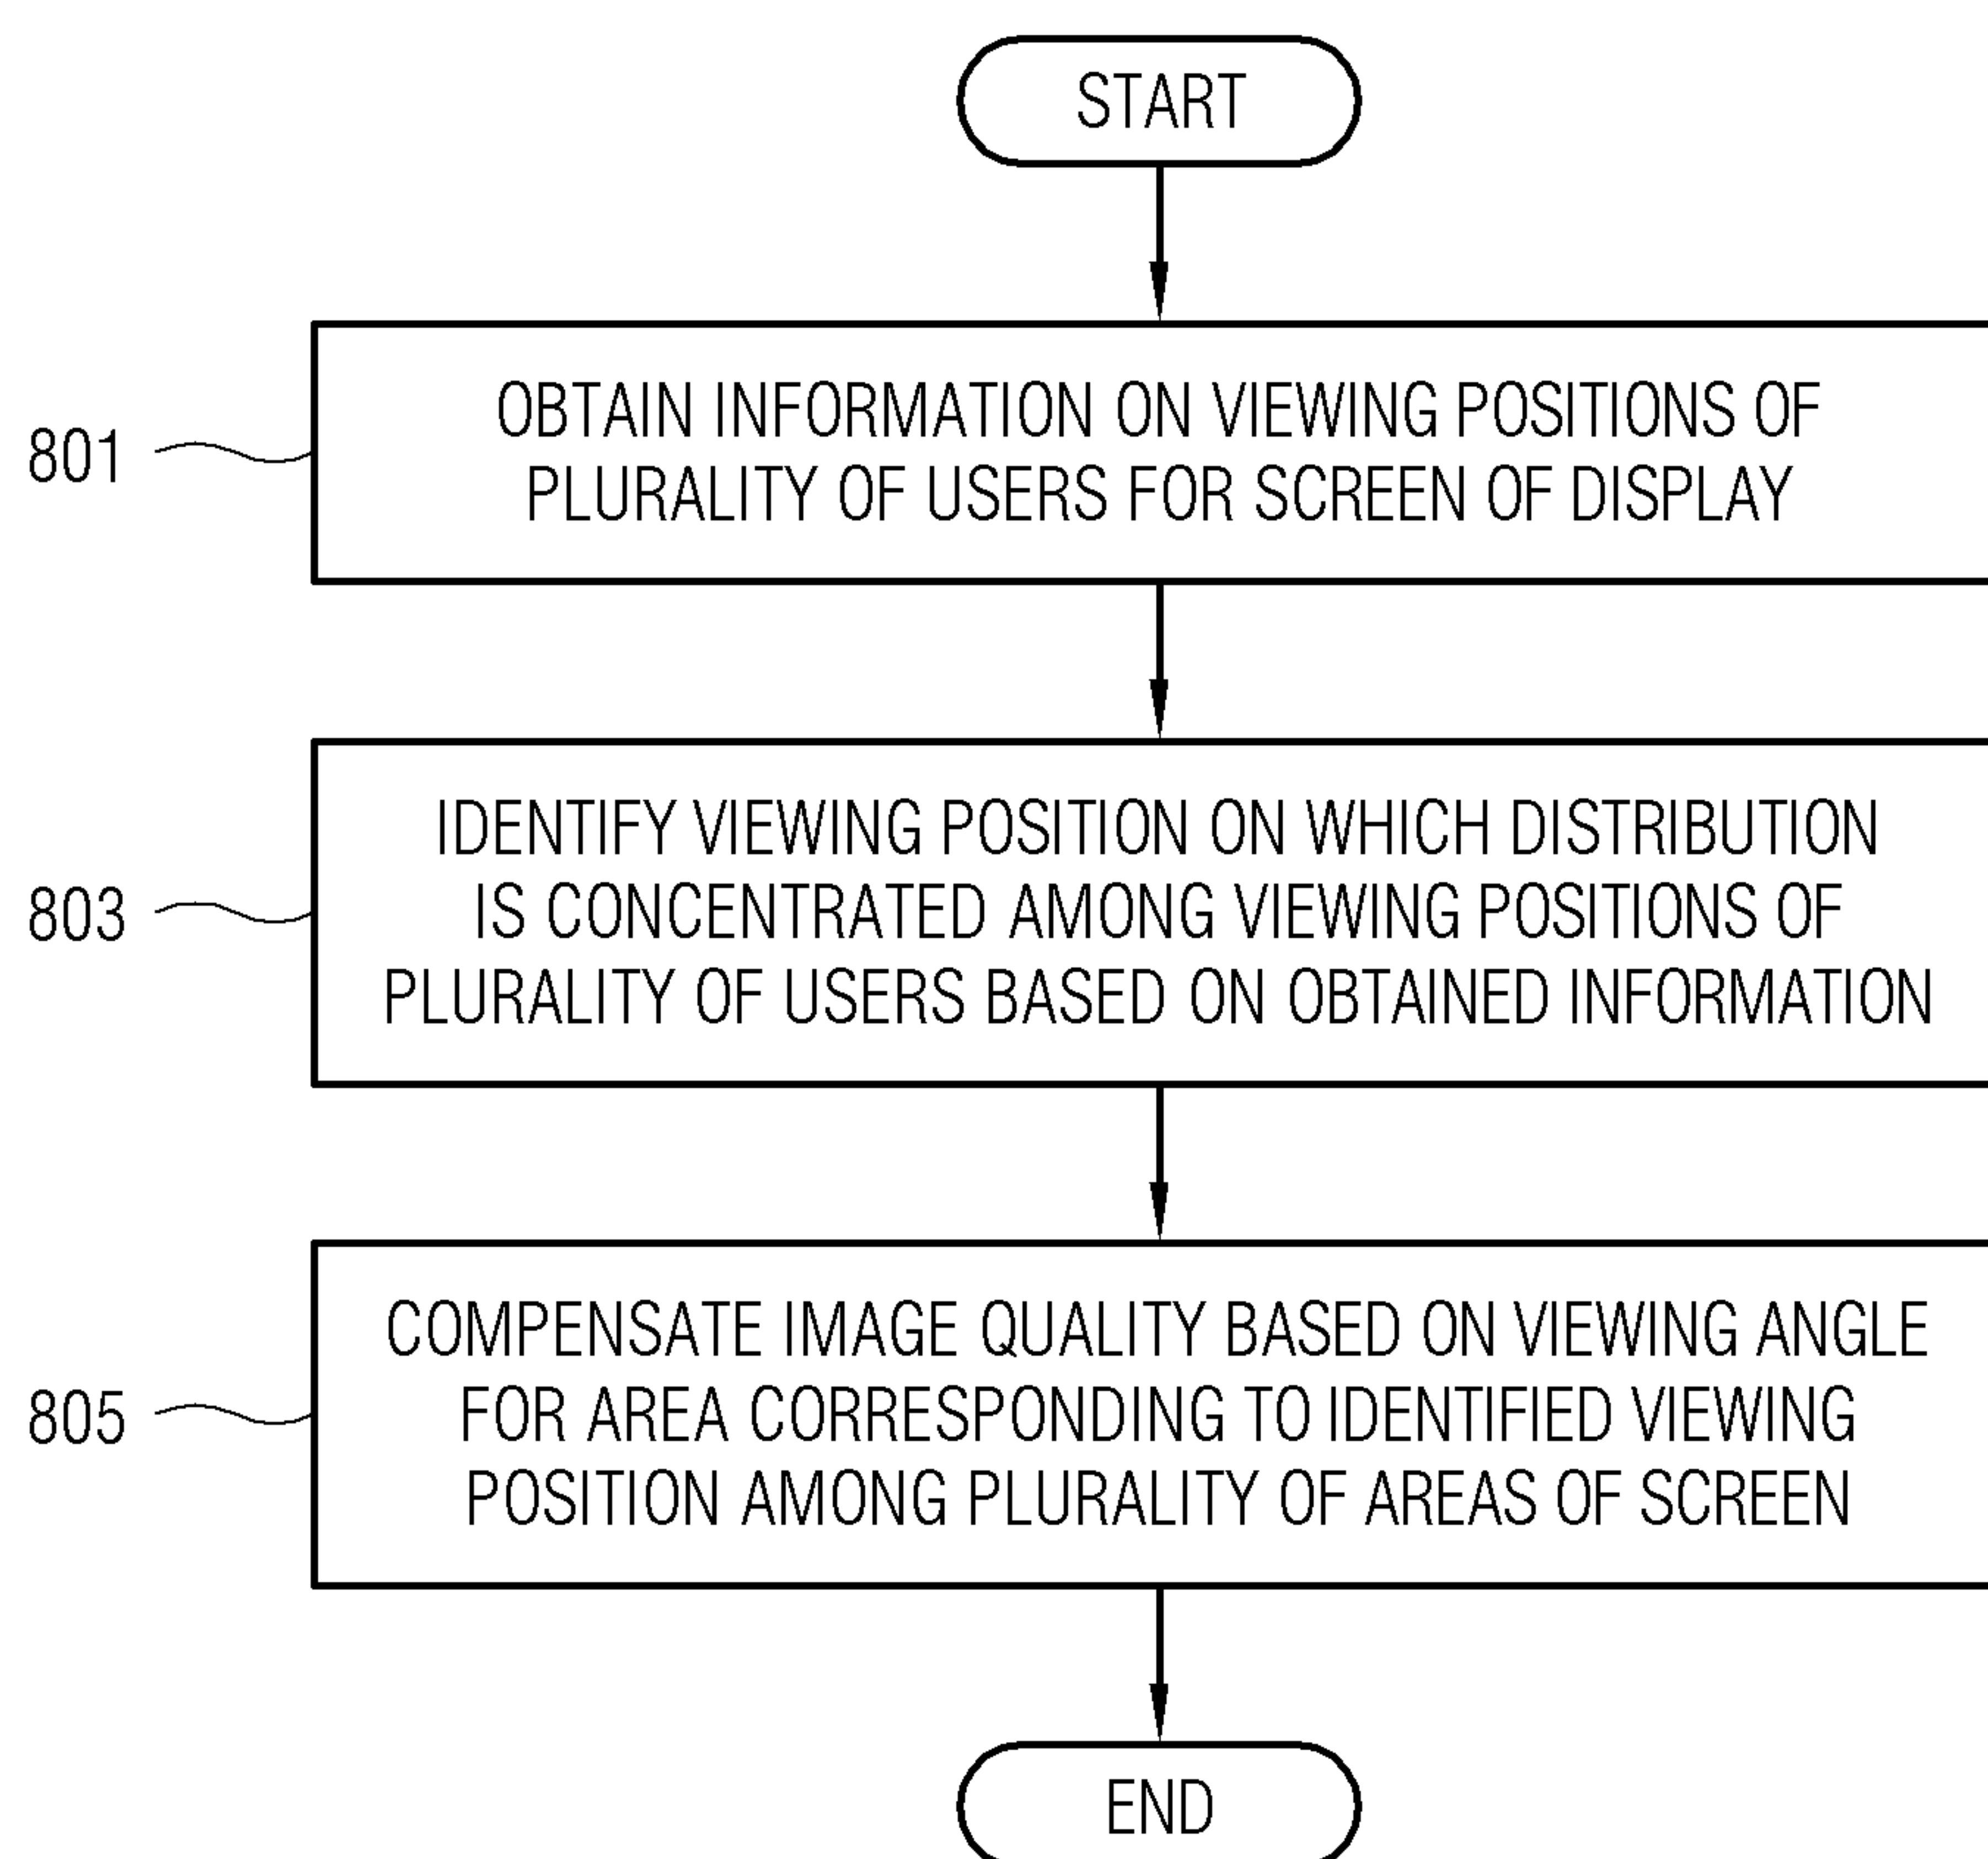 START
801
OBTAIN INFORMATION ON VIEWING POSITIONS OF
PLURALITY OF USERS FOR SCREEN OF DISPLAY
803
IDENTIFY VIEWING POSITION ON WHICH DISTRIBUTION
IS CONCENTRATED AMONG VIEWING POSITIONS OF
PLURALITY OF USERS BASED ON OBTAINED INFORMATION
805
COMPENSATE IMAGE QUALITY BASED ON VIEWING ANGLE
FOR AREA CORRESPONDING TO IDENTIFIED VIEWING
POSITION AMONG PLURALITY OF AREAS OF SCREEN
END